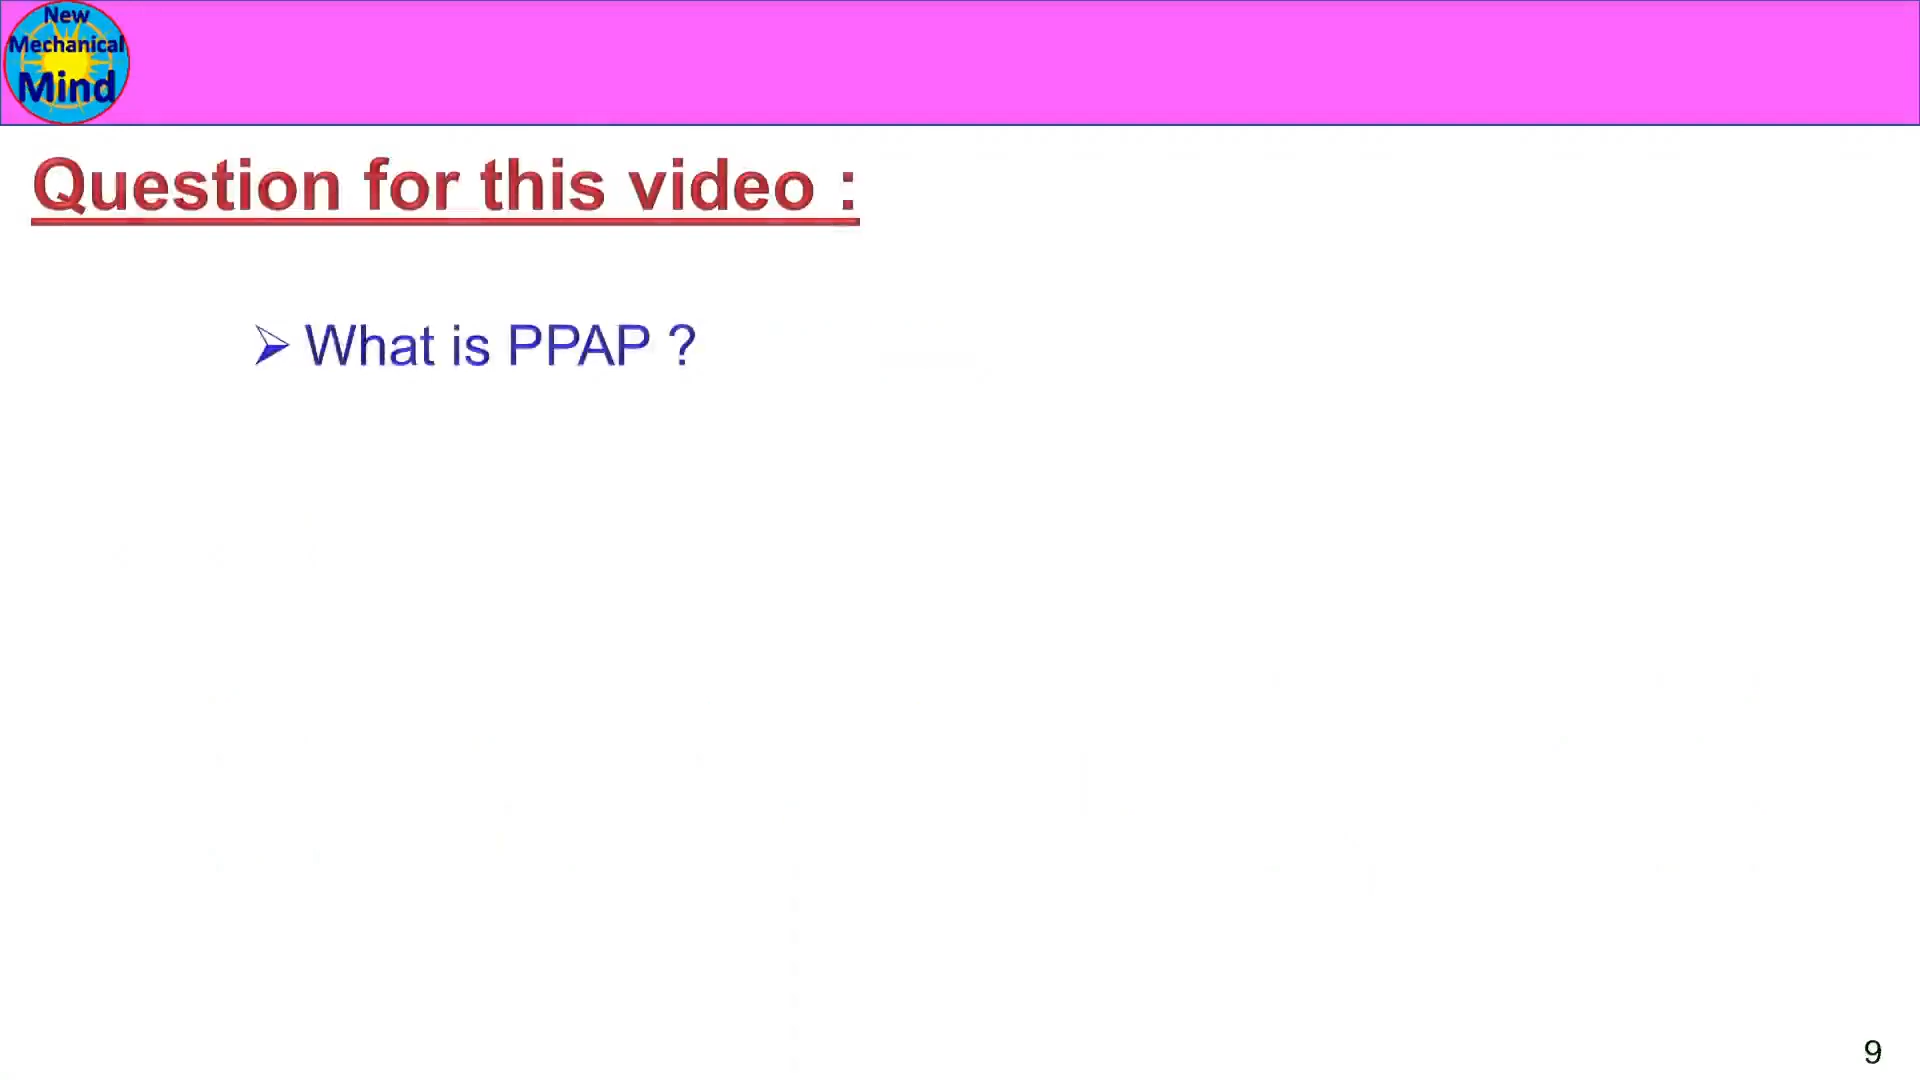 New
Mechanical
Mind
Question for this video :
➢ What is PPAP ?
9